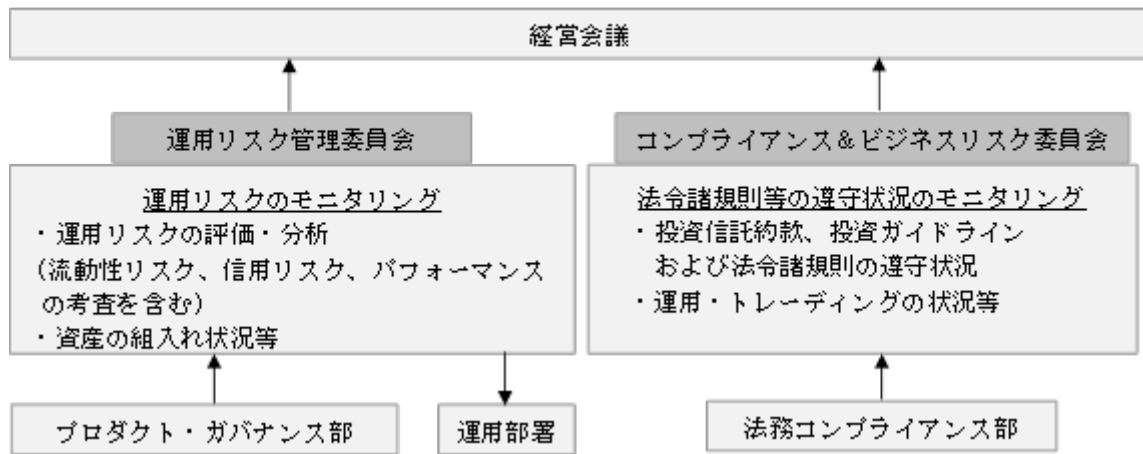 経営会議
運用リスク管理委員会
運用リスクのモニタリング
・運用リスクの評価・分析
(流動性リスク、信用リスク、パフォーマンス
の考査を含む)
・資産の組入れ状況等
コンプライアンス&ビジネスリスク委員会
法令諸規則等の遵守状況のモニタリング
・投資信託約款、投資ガイドライン
および法令諸規則の遵守状況
・運用・トレーディングの状況等
プロダクト・ガバナンス部
運用部署
法務コンプライアンス部